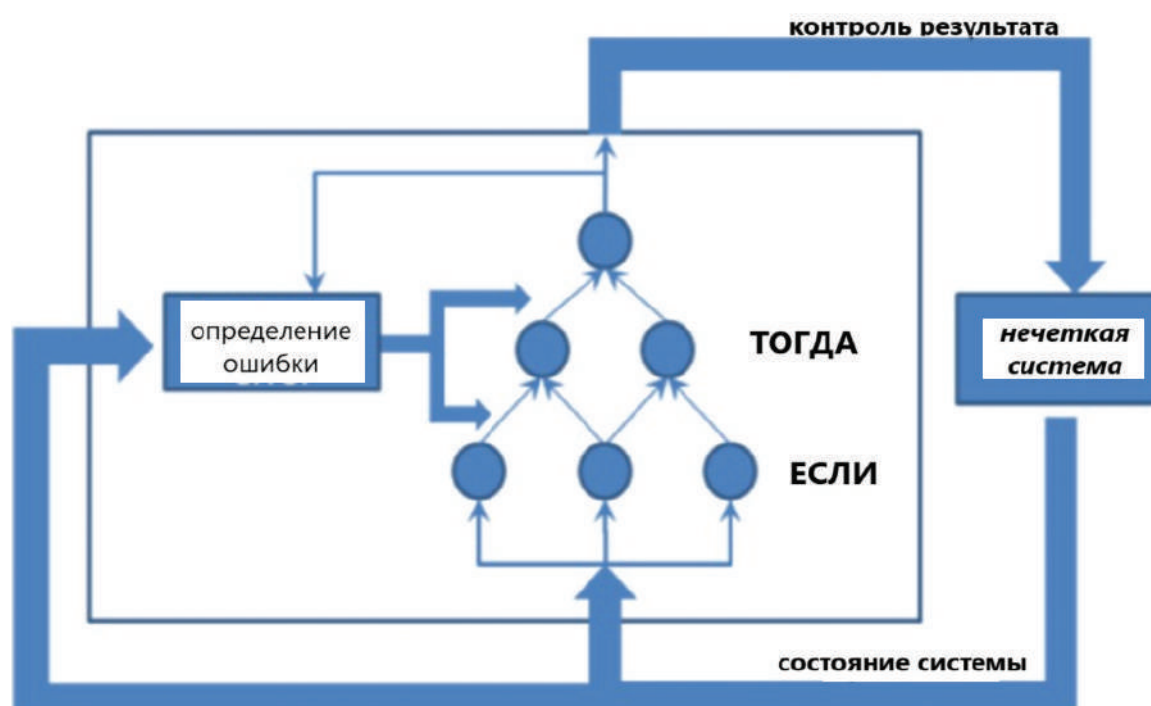 контроль результата
определение
ошибки
ТОГДА
нечеткая
система
ЕСЛИ
состояние системы